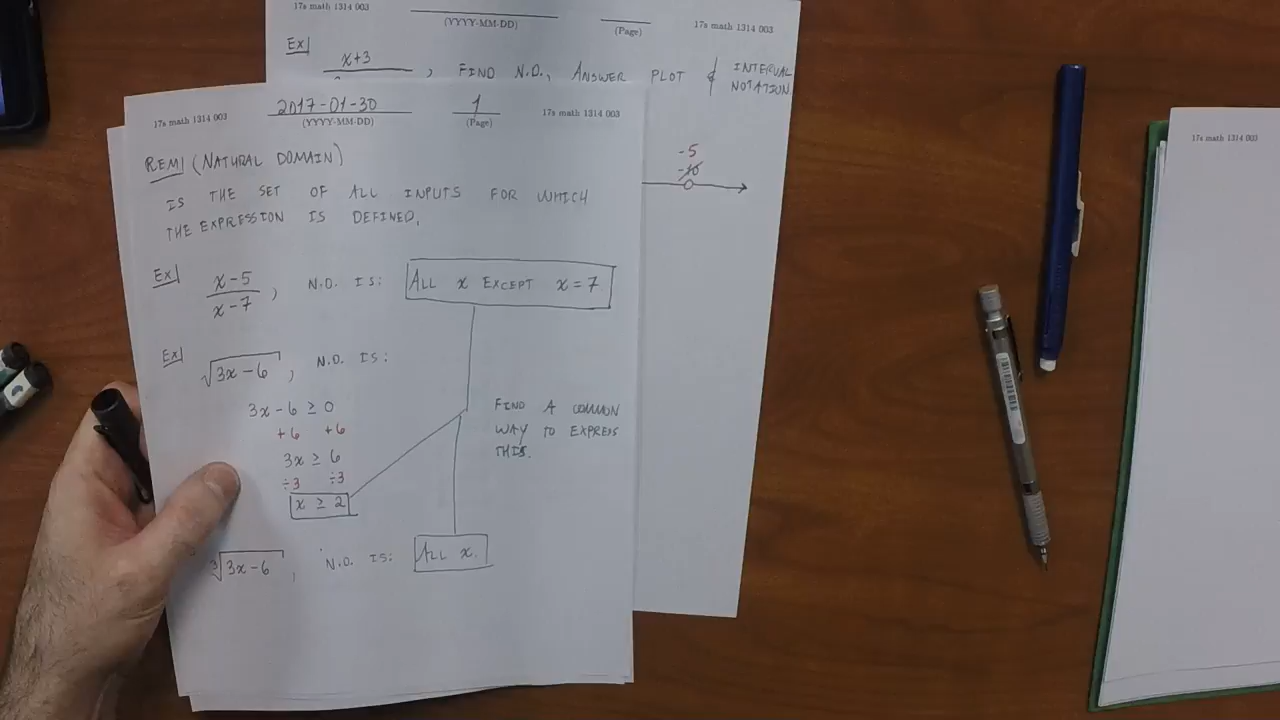 17s math 1314 003
(YYYY-MM-DD)
(Page)
17s math 1314 003
Ex|
x+3
, FIND N.D., ANSWER PLOT & INTERVAL
NOTATION.
-5
-10
2017-01-30
1
17s math 1314 003
(YYYY-MM-DD)
(Page)
17s math 1314 003
REM| (NATURAL DOMAIN)
IS THE SET OF ALL INPUTS FOR WHICH
THE EXPRESSION IS DEFINED.
Ex|
x-5
x-7
, N.D. IS: ALL x EXCEPT x=7
Ex|
√3x-6, N.D. IS:
3x-6 ≥ 0
+6 +6
3x ≥ 6
÷3 ÷3
x ≥ 2
FIND A COMMON
WAY TO EXPRESS
THIS.
∛3x-6, N.D. IS: ALL x.
17s math 1314 003